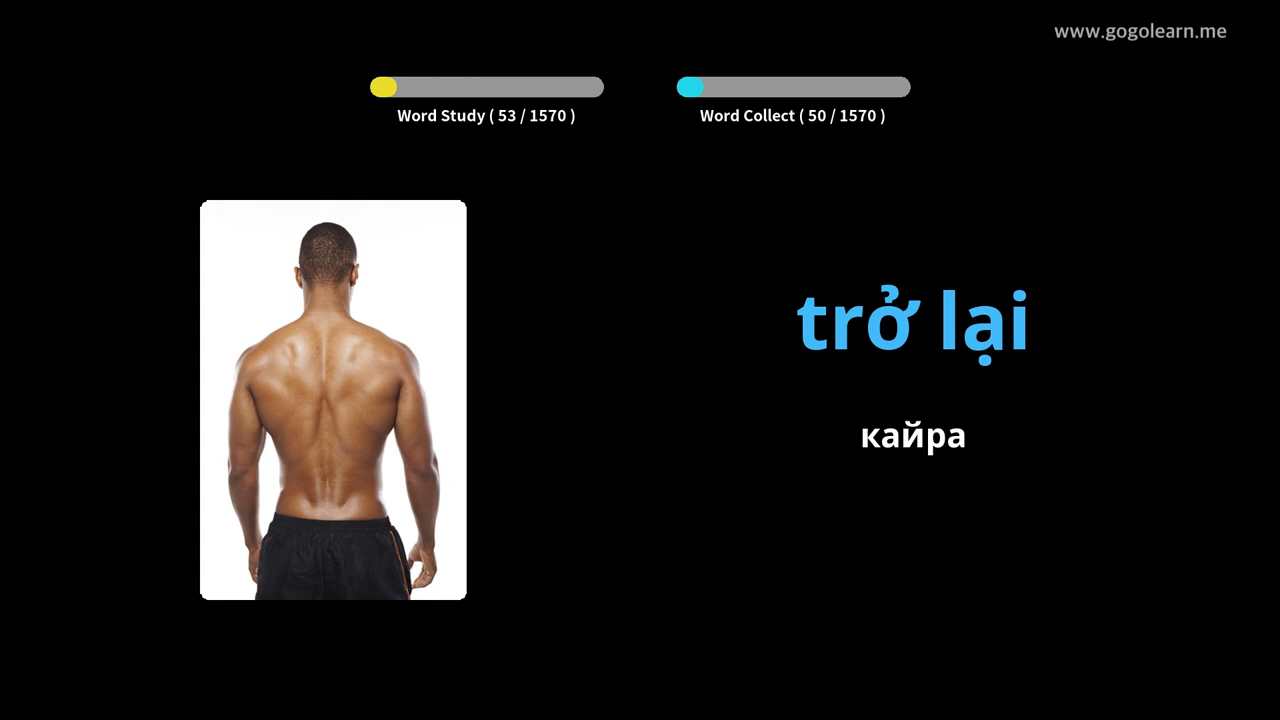 www.gogolearn.me
Word Study ( 53 / 1570 )
Word Collect ( 50 / 1570 )
trở lại
кайра